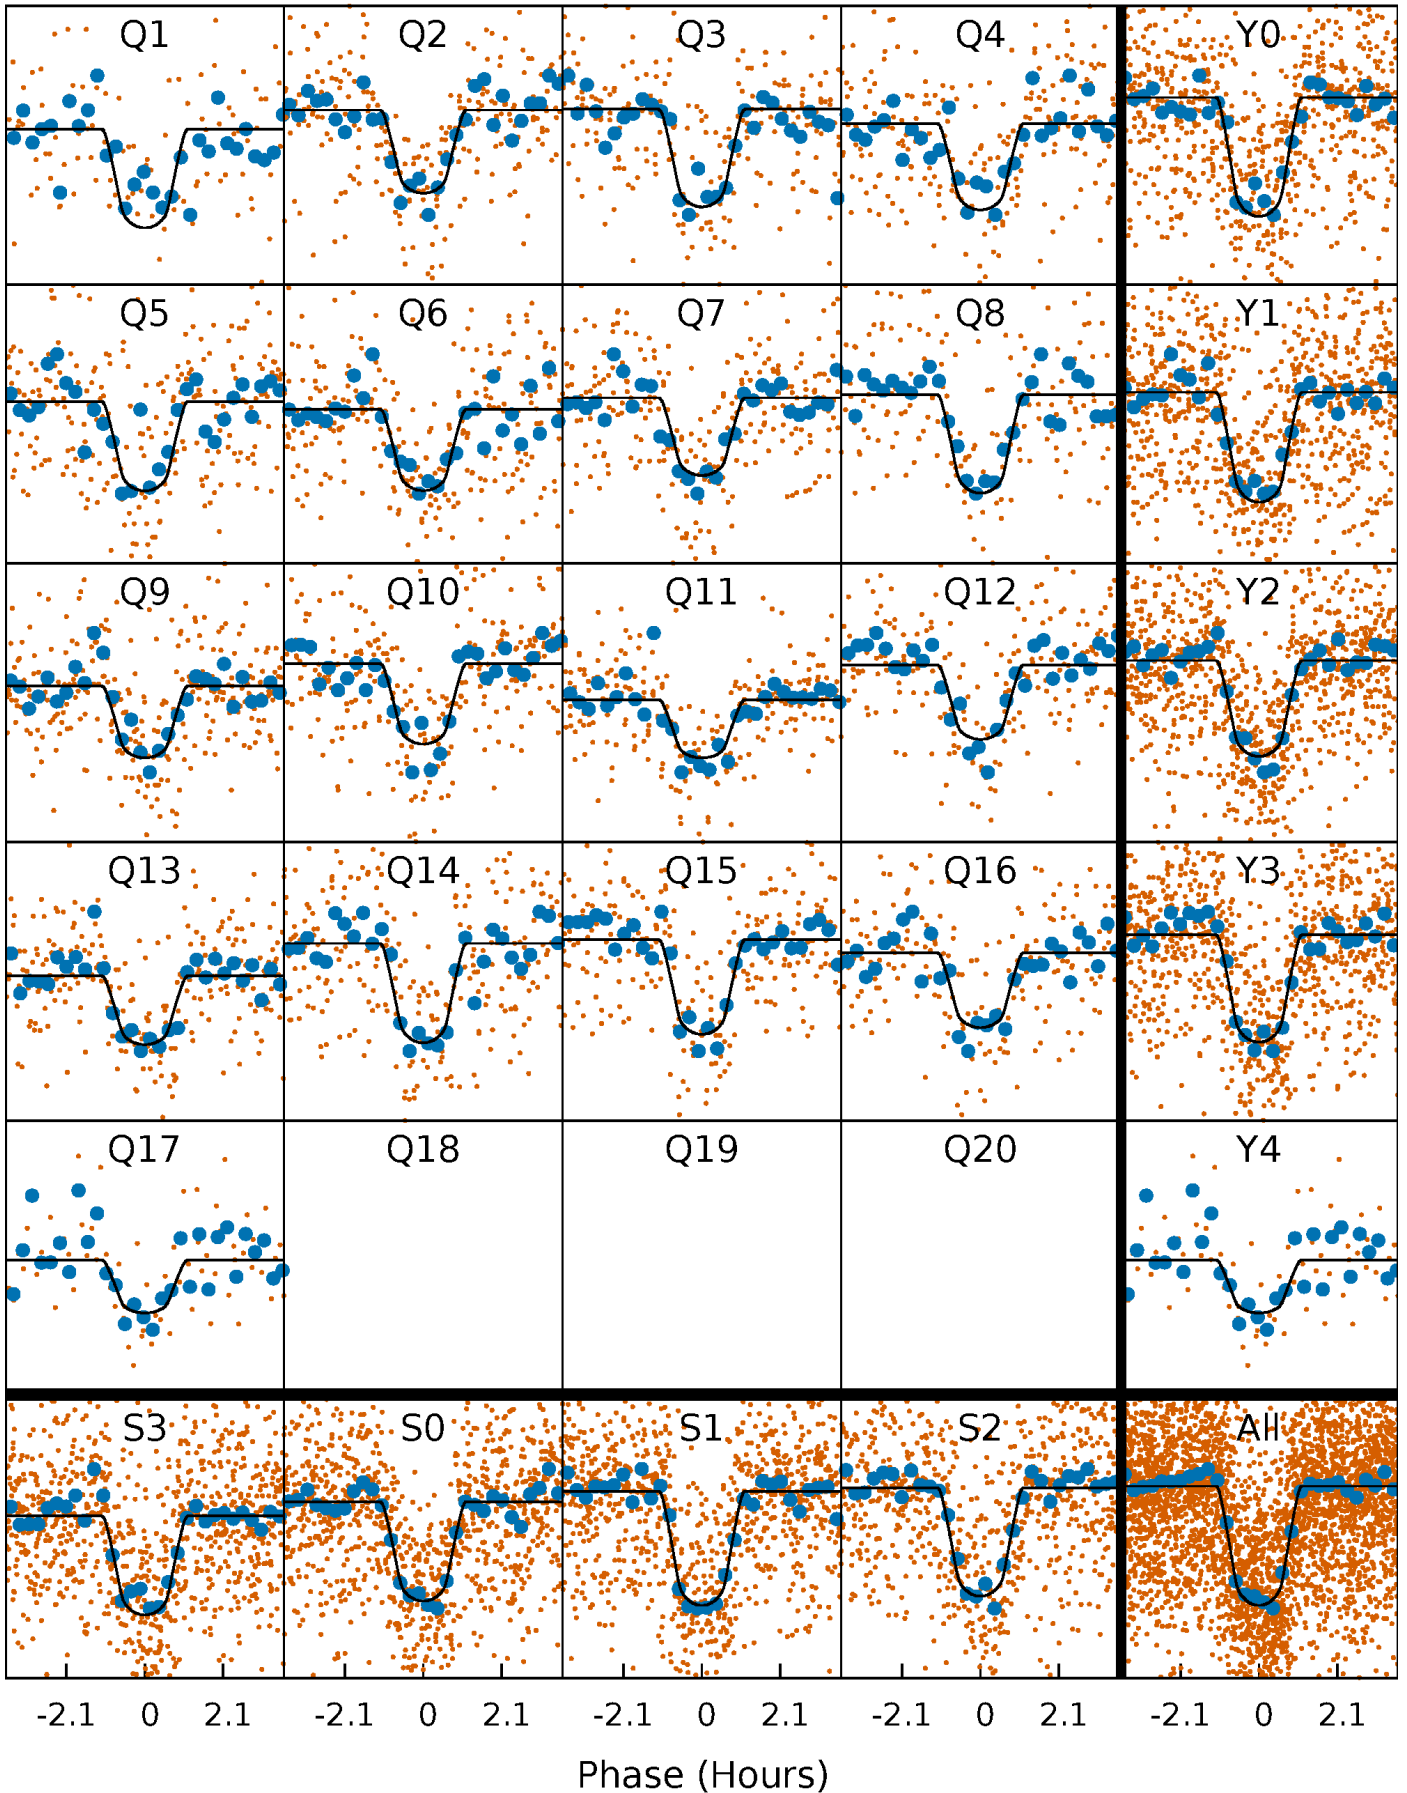 Q1 Q2 Q3 Q4 Y0
Q5 Q6 Q7 Q8 Y1
Q9 Q10 Q11 Q12 Y2
Q13 Q14 Q15 Q16 Y3
Q17 Q18 Q19 Q20 Y4
S3 S0 S1 S2 All
-2.1 0 2.1 -2.1 0 2.1 -2.1 0 2.1 -2.1 0 2.1 -2.1 0 2.1
Phase (Hours)